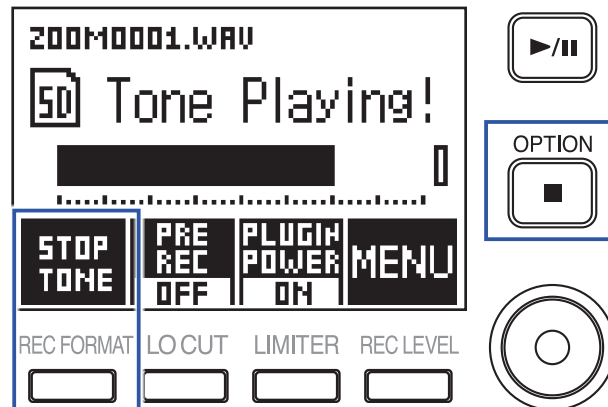 ZOOM0001.WAV
SD Tone Playing!
STOP TONE
PRE REC OFF
PLUGIN POWER ON
MENU
REC FORMAT LO CUT LIMITER REC LEVEL
OPTION